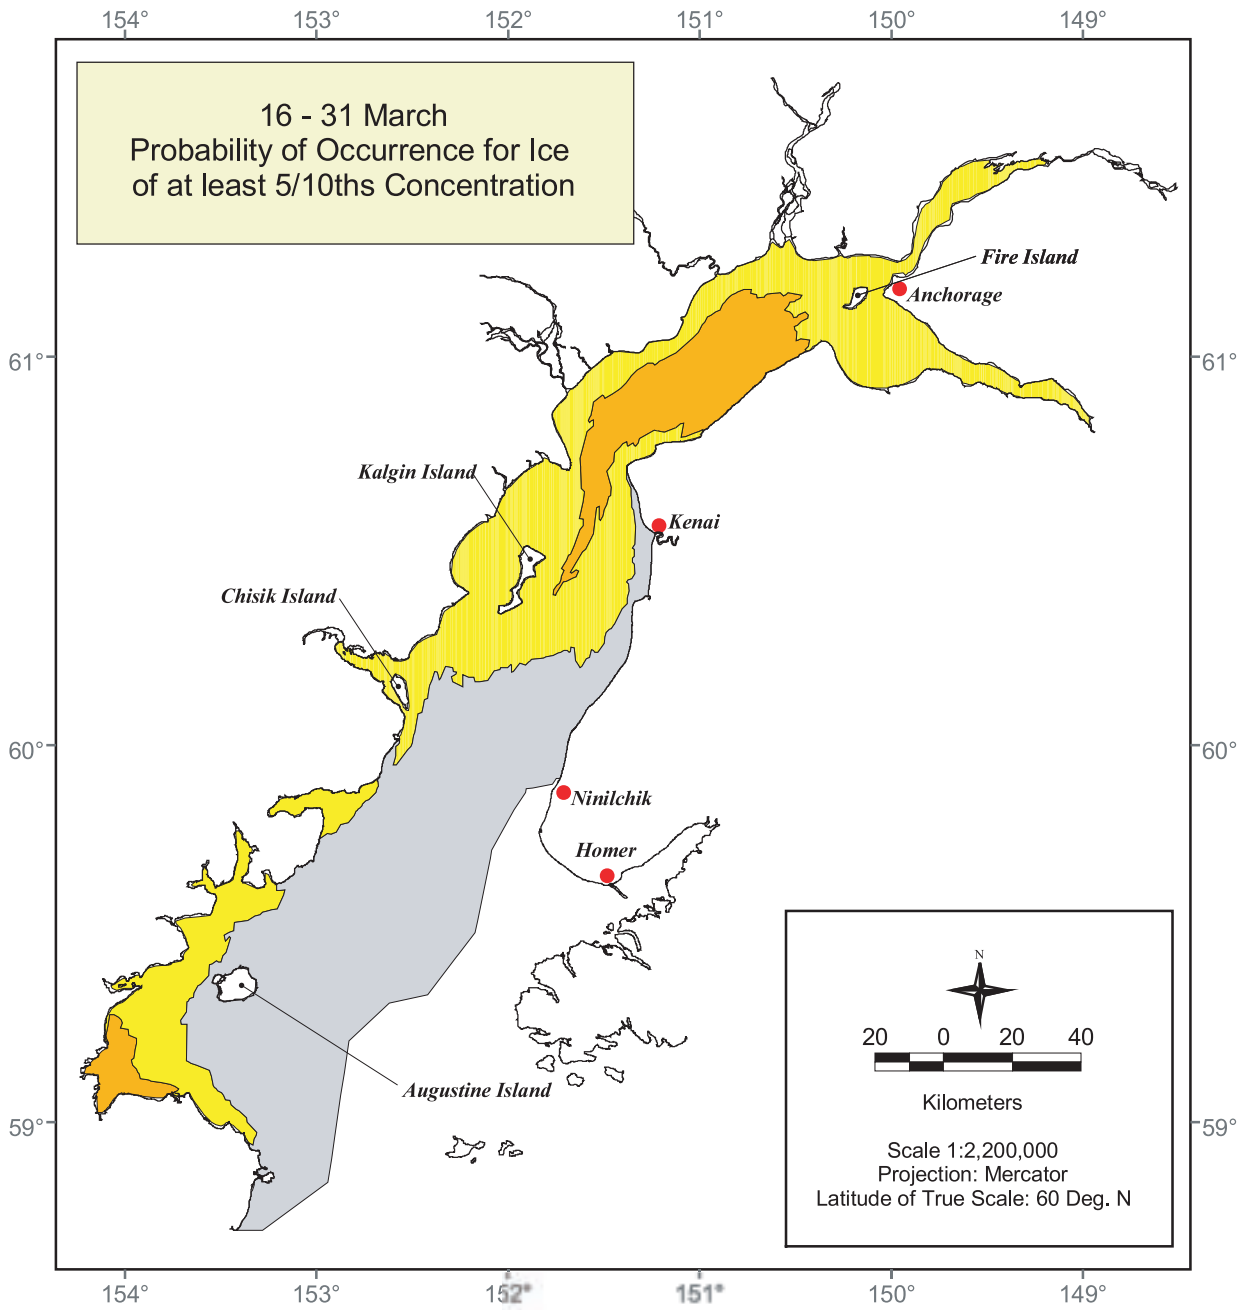 154° 153° 152° 151° 150° 149°
16 - 31 March
Probability of Occurrence for Ice
of at least 5/10ths Concentration
Fire Island
Anchorage
61° 61°
Kalgin Island
Kenai
Chisik Island
60° 60°
Ninilchik
Homer
N
20 0 20 40
Kilometers
Augustine Island
59° 59°
Scale 1:2,200,000
Projection: Mercator
Latitude of True Scale: 60 Deg. N
154° 153° 152° 151° 150° 149°